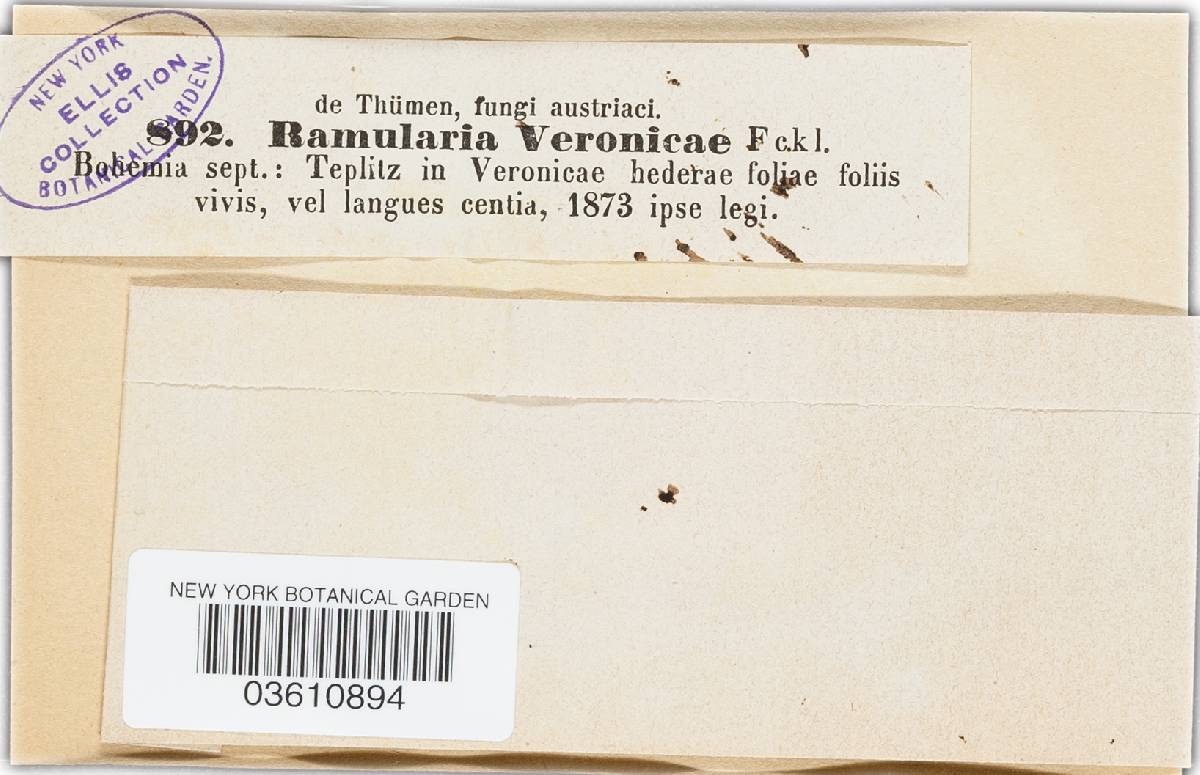 NEW YORK
ELLIS
COLLECTION
BOTANICAL GARDEN.
de Thümen, fungi austriaci.
892. Ramularia Veronicae Fckl.
Bohemia sept.: Teplitz in Veronicae hederae foliae foliis
vivis, vel langues centia, 1873 ipse legi.
NEW YORK BOTANICAL GARDEN
03610894